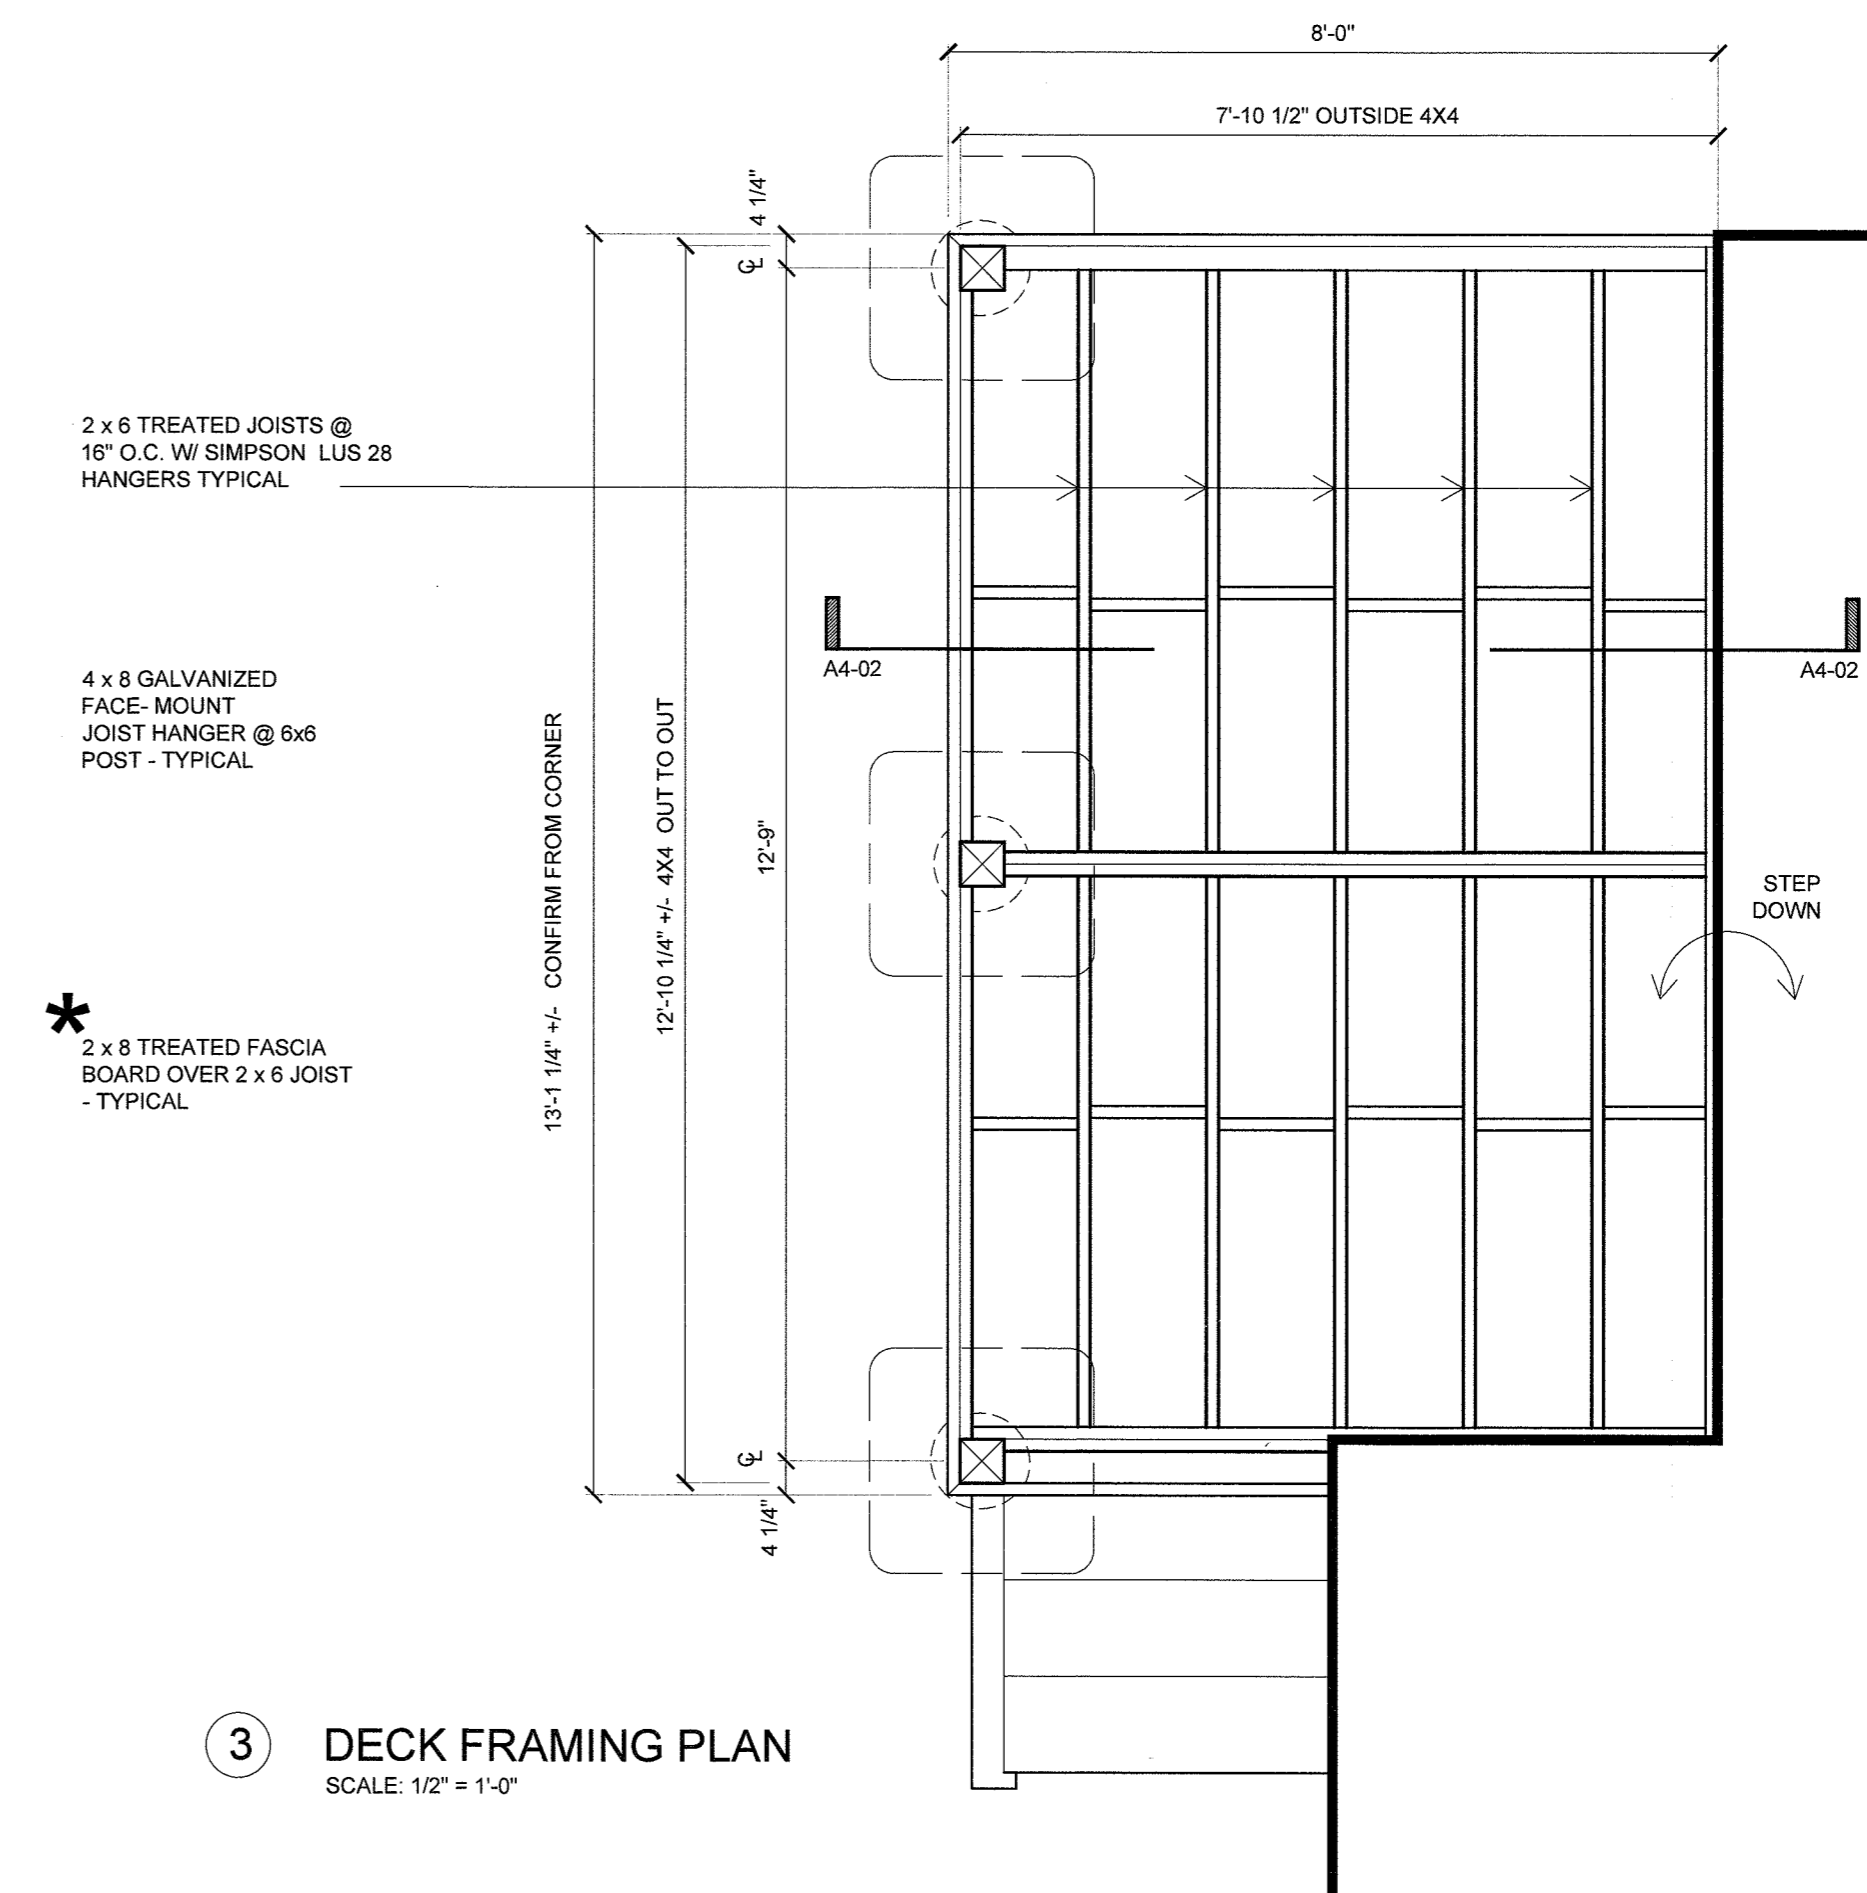 8'-0"
7'-10 1/2" OUTSIDE 4X4
4 1/4"
℄
2 x 6 TREATED JOISTS @
16" O.C. W/ SIMPSON LUS 28
HANGERS TYPICAL
4 x 8 GALVANIZED
FACE- MOUNT
JOIST HANGER @ 6x6
POST - TYPICAL
*
2 x 8 TREATED FASCIA
BOARD OVER 2 x 6 JOIST
- TYPICAL
13'-1 1/4" +/- CONFIRM FROM CORNER
12'-10 1/4" +/- 4X4 OUT TO OUT
12'-9"
A4-02
A4-02
STEP
DOWN
℄
4 1/4"
3
DECK FRAMING PLAN
SCALE: 1/2" = 1'-0"